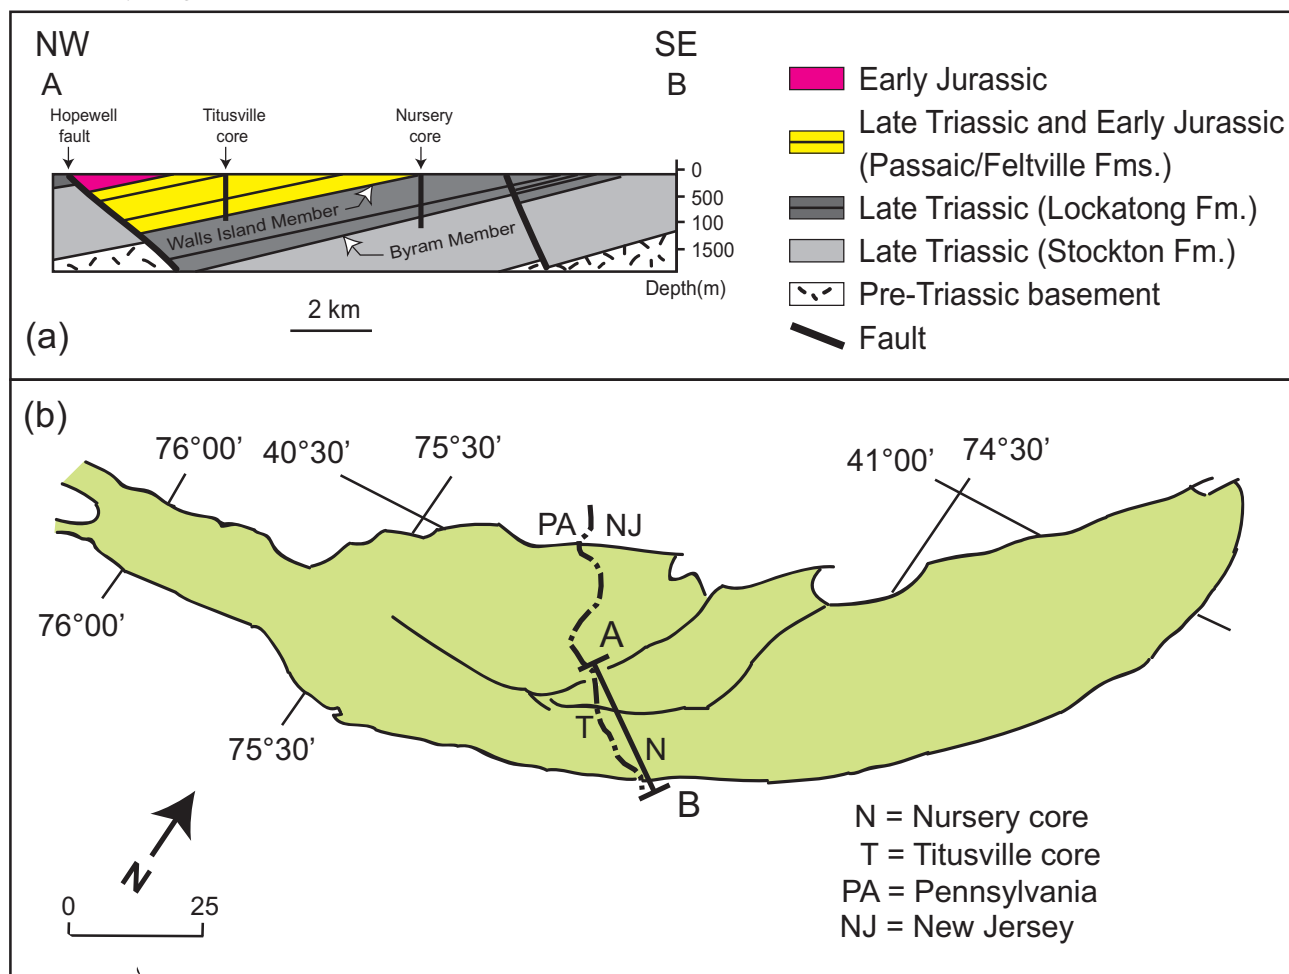 NW
SE
A
B
Hopewell
fault
Titusville
core
Nursery
core
0
500
100
1500
Depth(m)
Walls Island Member
Byram Member
2 km
(a)
Early Jurassic
Late Triassic and Early Jurassic
(Passaic/Feltville Fms.)
Late Triassic (Lockatong Fm.)
Late Triassic (Stockton Fm.)
Pre-Triassic basement
Fault
(b)
76°00’
40°30’
75°30’
41°00’
74°30’
PA
NJ
76°00’
75°30’
A
T
N
B
N
0
25
N = Nursery core
T = Titusville core
PA = Pennsylvania
NJ = New Jersey